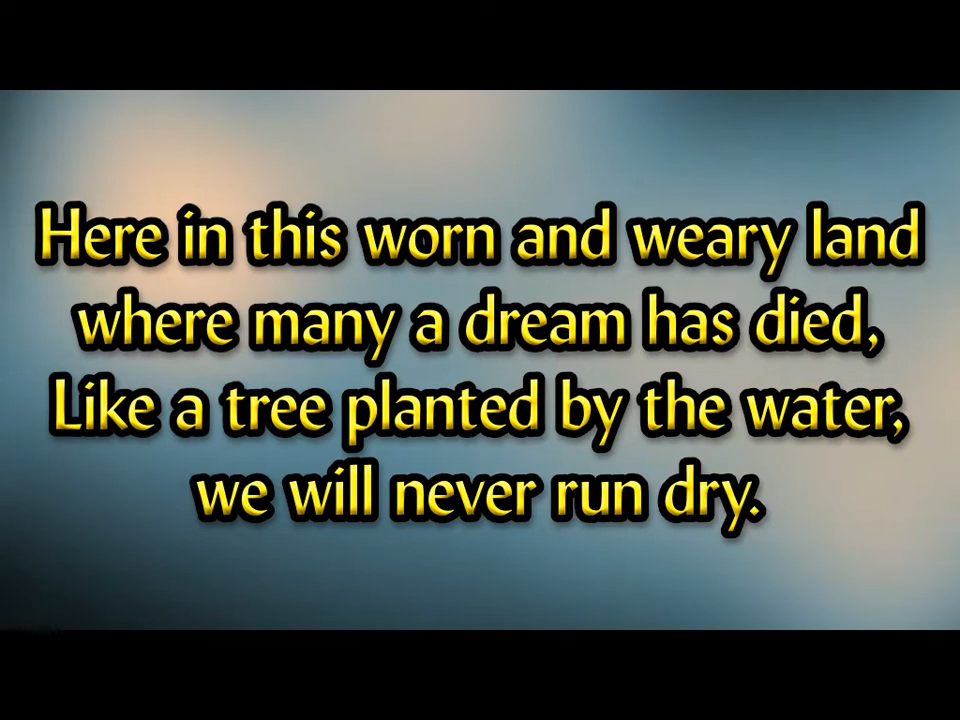 Here in this worn and weary land
where many a dream has died,
Like a tree planted by the water,
we will never run dry.